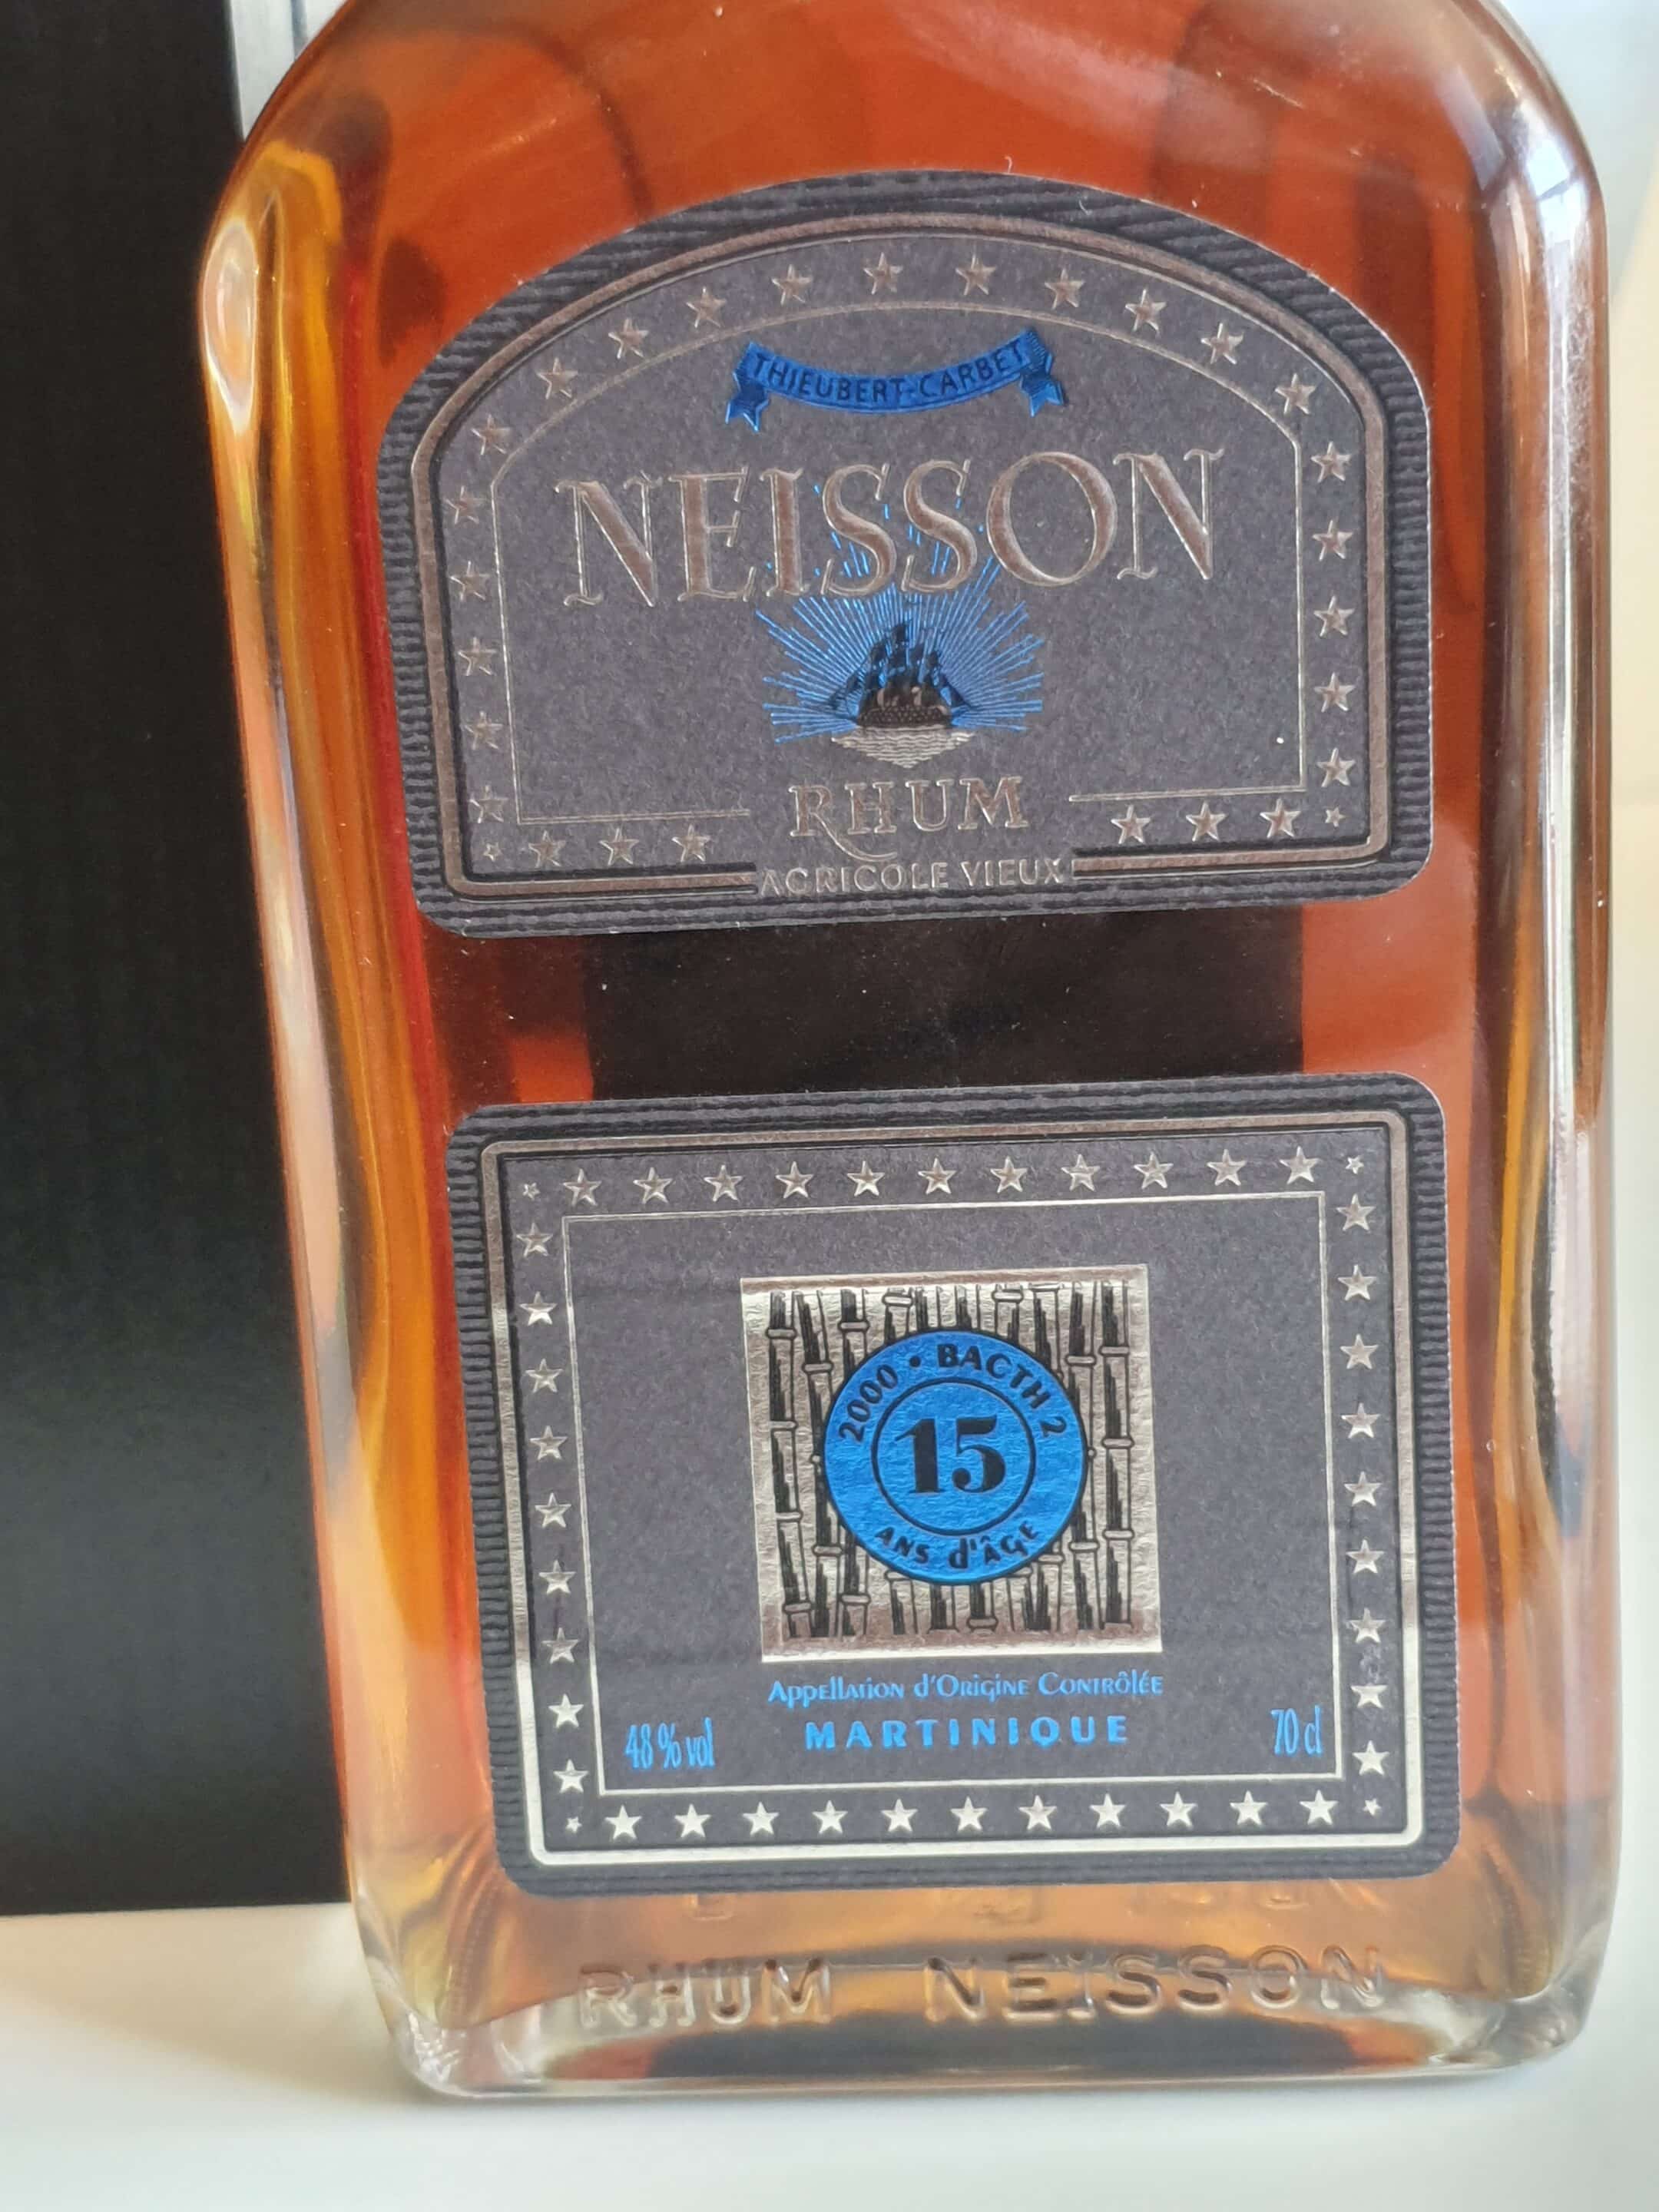 THIEUBERT-CARBET
NEISSON
RHUM
AGRICOLE VIEUX
2000 • BACTH 2
15
ANS d'ÂGE
Appellation d'Origine Contrôlée
48 % vol MARTINIQUE 70 cl
RHUM NEISSON